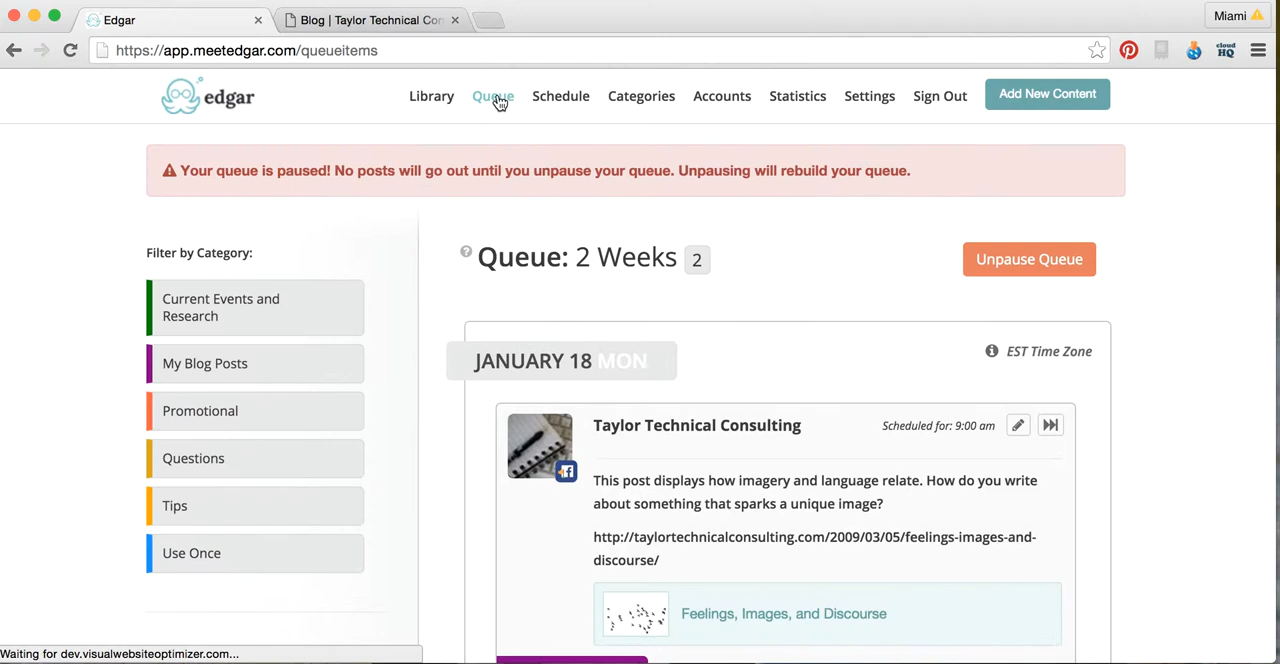 Edgar
Blog | Taylor Technical Con
Miami
https://app.meetedgar.com/queueitems
cloud
HQ
edgar
Library
Queue
Schedule
Categories
Accounts
Statistics
Settings
Sign Out
Add New Content
Your queue is paused! No posts will go out until you unpause your queue. Unpausing will rebuild your queue.
Filter by Category:
Current Events and
Research
My Blog Posts
Promotional
Questions
Tips
Use Once
Queue: 2 Weeks 2
Unpause Queue
JANUARY 18 MON
EST Time Zone
Taylor Technical Consulting
Scheduled for: 9:00 am
This post displays how imagery and language relate. How do you write
about something that sparks a unique image?
http://taylortechnicalconsulting.com/2009/03/05/feelings-images-and-
discourse/
Feelings, Images, and Discourse
Waiting for dev.visualwebsiteoptimizer.com...